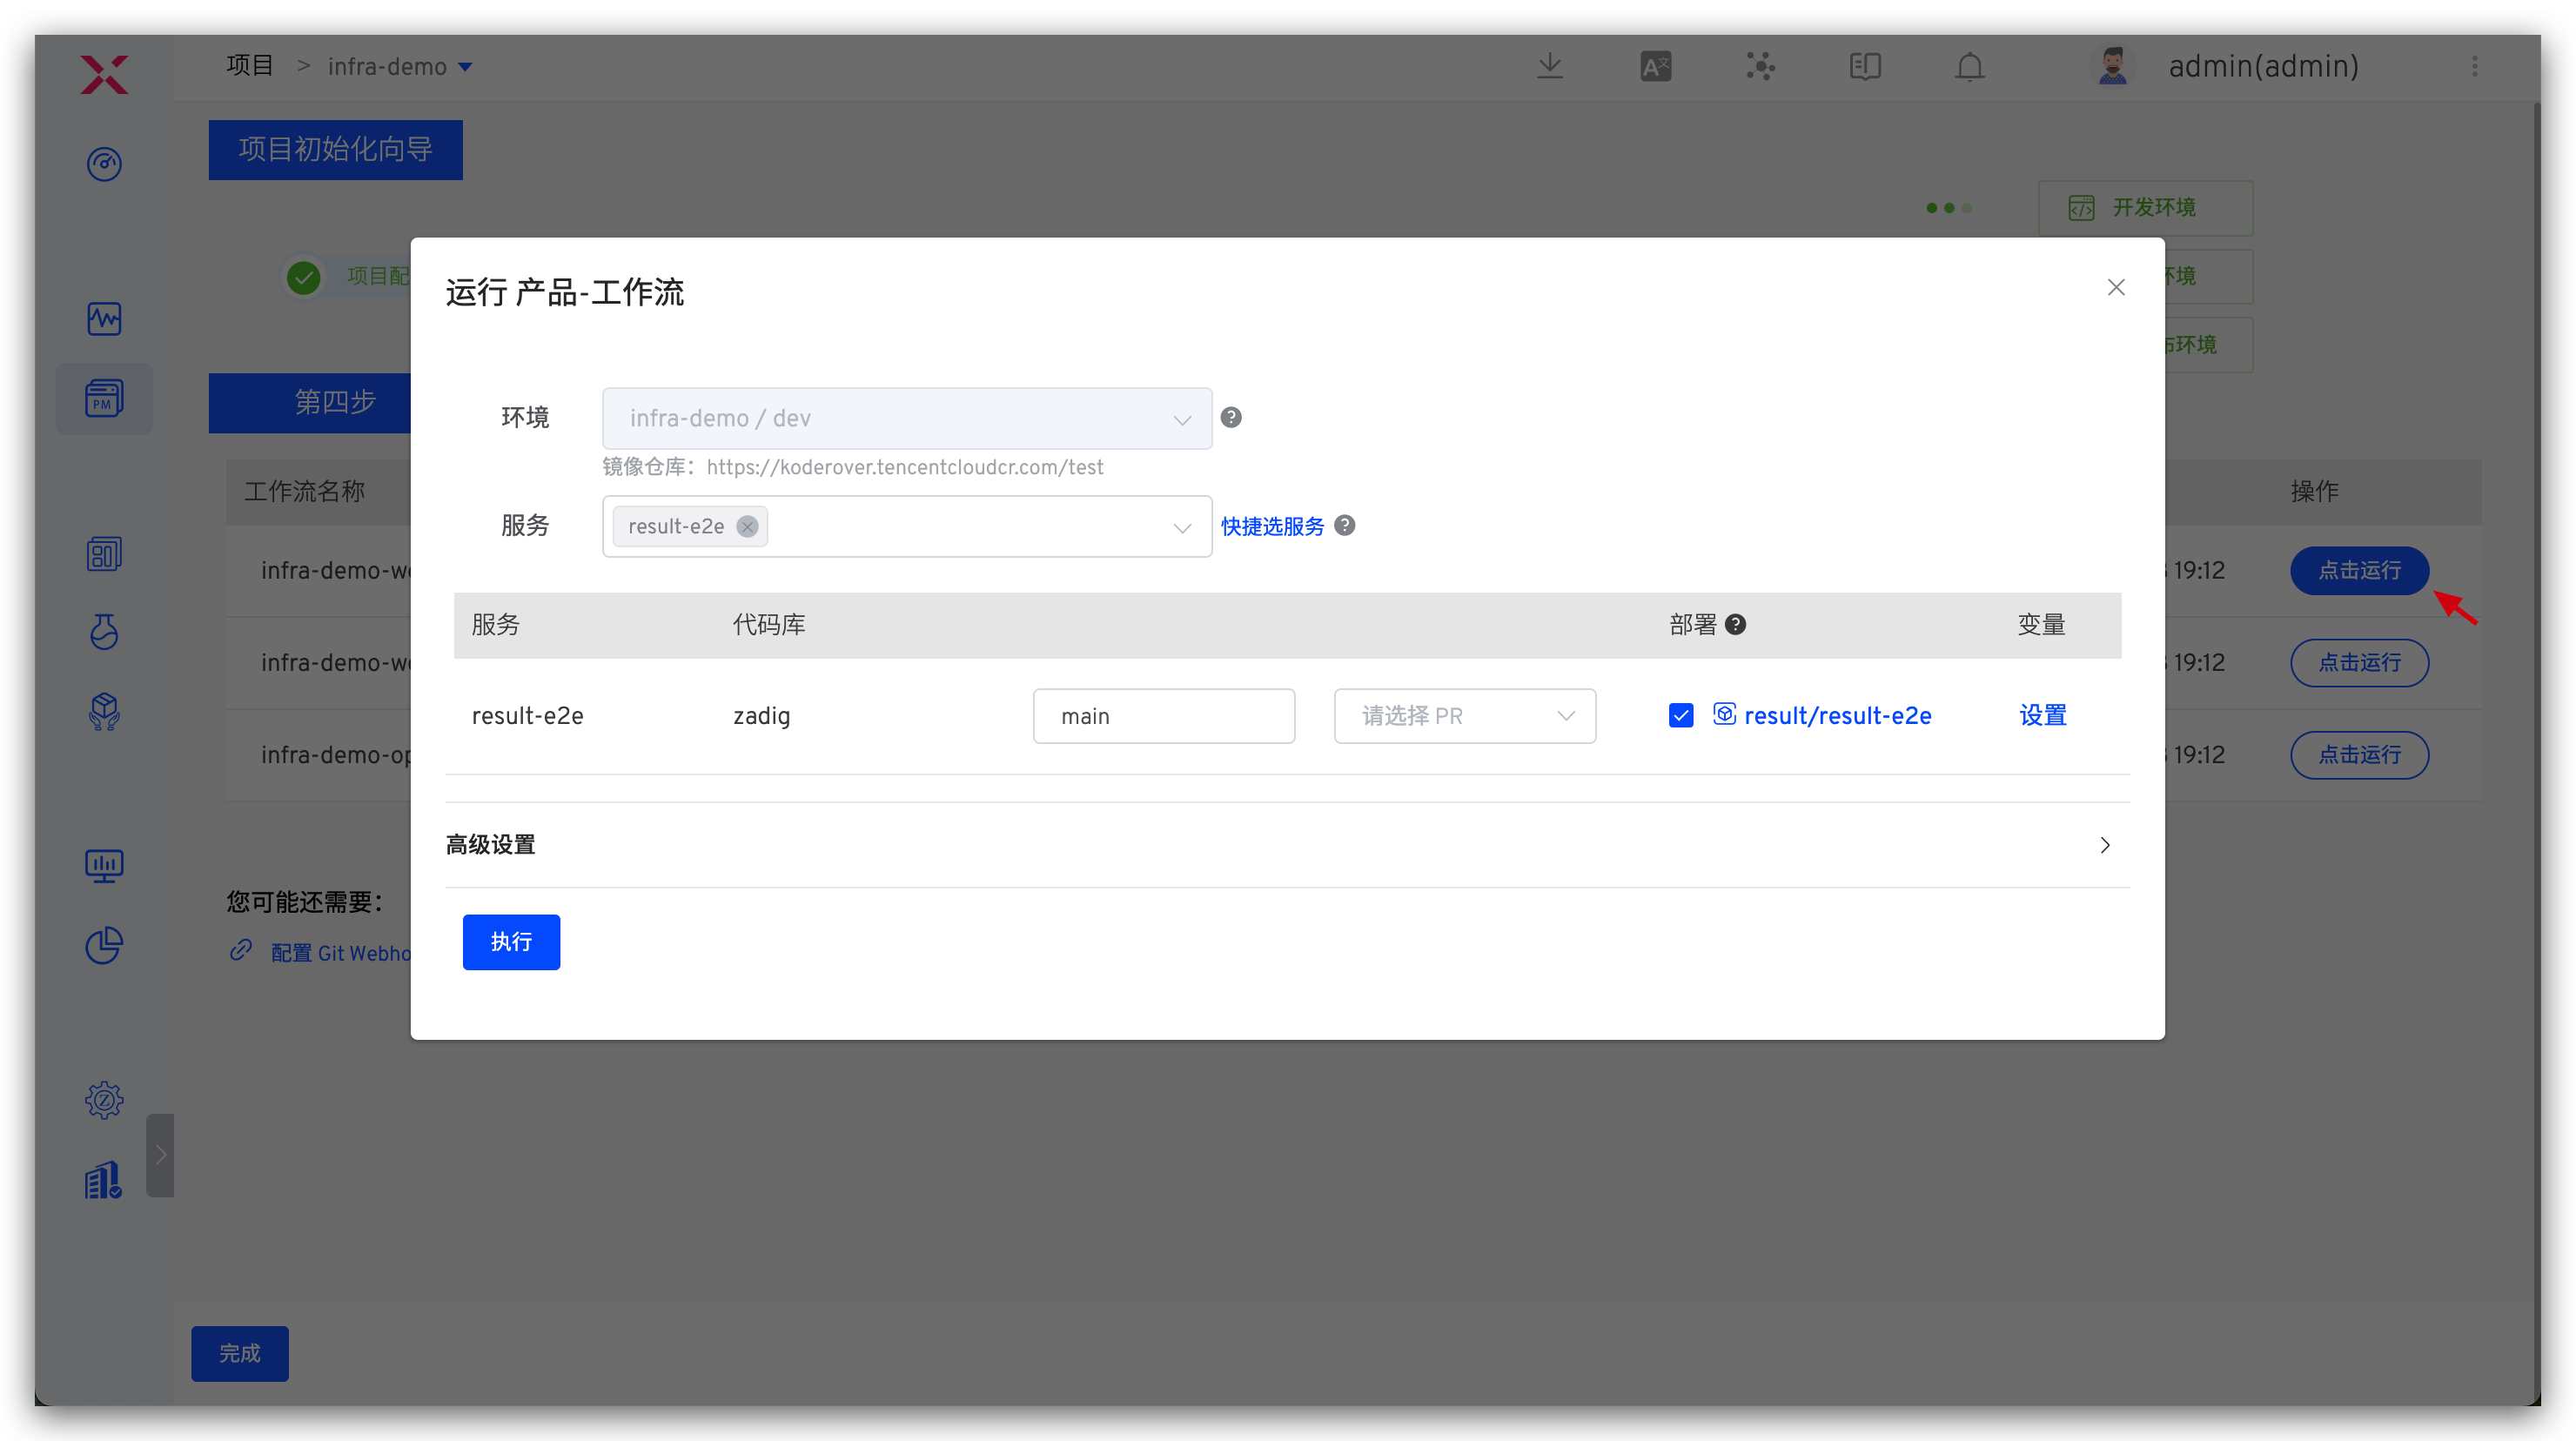 项目 > infra-demo
admin(admin)
项目初始化向导
开发环境
项目配
环境
布环境
第四步
运行 产品-工作流
环境 infra-demo / dev
镜像仓库：https://koderover.tencentcloudcr.com/test
服务 result-e2e 快捷选服务
服务 代码库 部署 变量
result-e2e zadig main 请选择 PR result/result-e2e 设置
高级设置
执行
工作流名称 操作
infra-demo-wo 19:12 点击运行
infra-demo-wo 19:12 点击运行
infra-demo-op 19:12 点击运行
您可能还需要：
配置 Git Webho
完成
PM